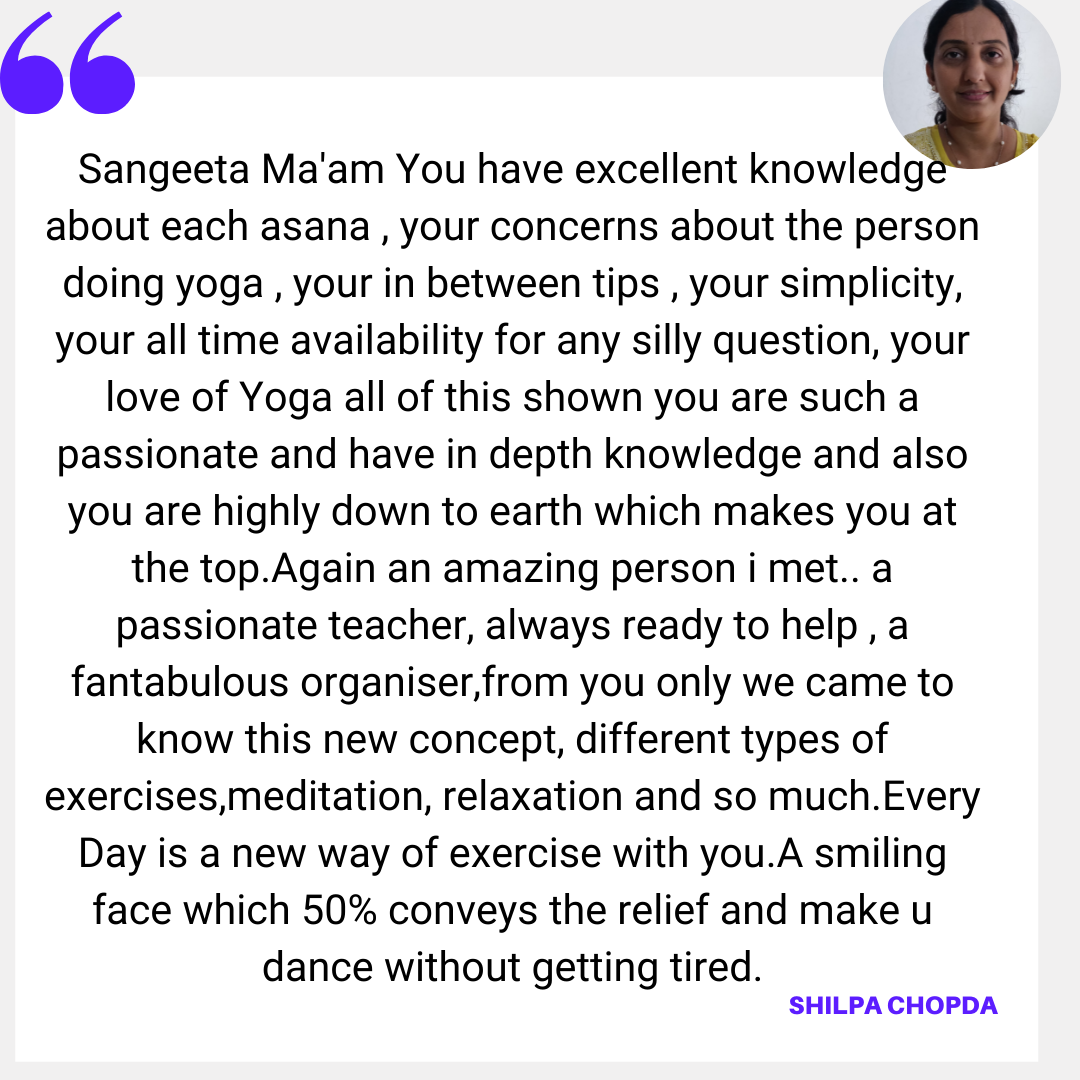 Sangeeta Ma'am You have excellent knowledge
about each asana , your concerns about the person
doing yoga , your in between tips , your simplicity,
your all time availability for any silly question, your
love of Yoga all of this shown you are such a
passionate and have in depth knowledge and also
you are highly down to earth which makes you at
the top.Again an amazing person i met.. a
passionate teacher, always ready to help , a
fantabulous organiser,from you only we came to
know this new concept, different types of
exercises,meditation, relaxation and so much.Every
Day is a new way of exercise with you.A smiling
face which 50% conveys the relief and make u
dance without getting tired.
SHILPA CHOPDA